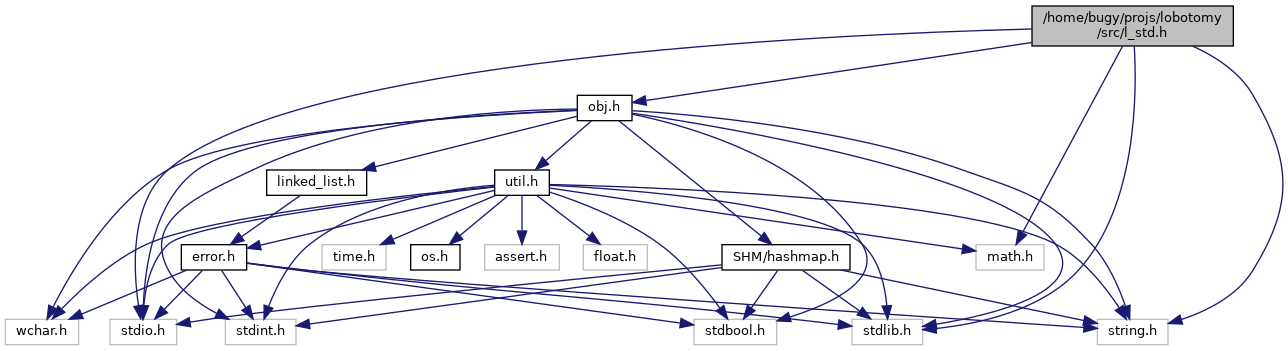 /home/bugy/projs/lobotomy
/src/l_std.h
obj.h
linked_list.h
util.h
error.h
time.h
os.h
assert.h
float.h
SHM/hashmap.h
math.h
wchar.h
stdio.h
stdint.h
stdbool.h
stdlib.h
string.h